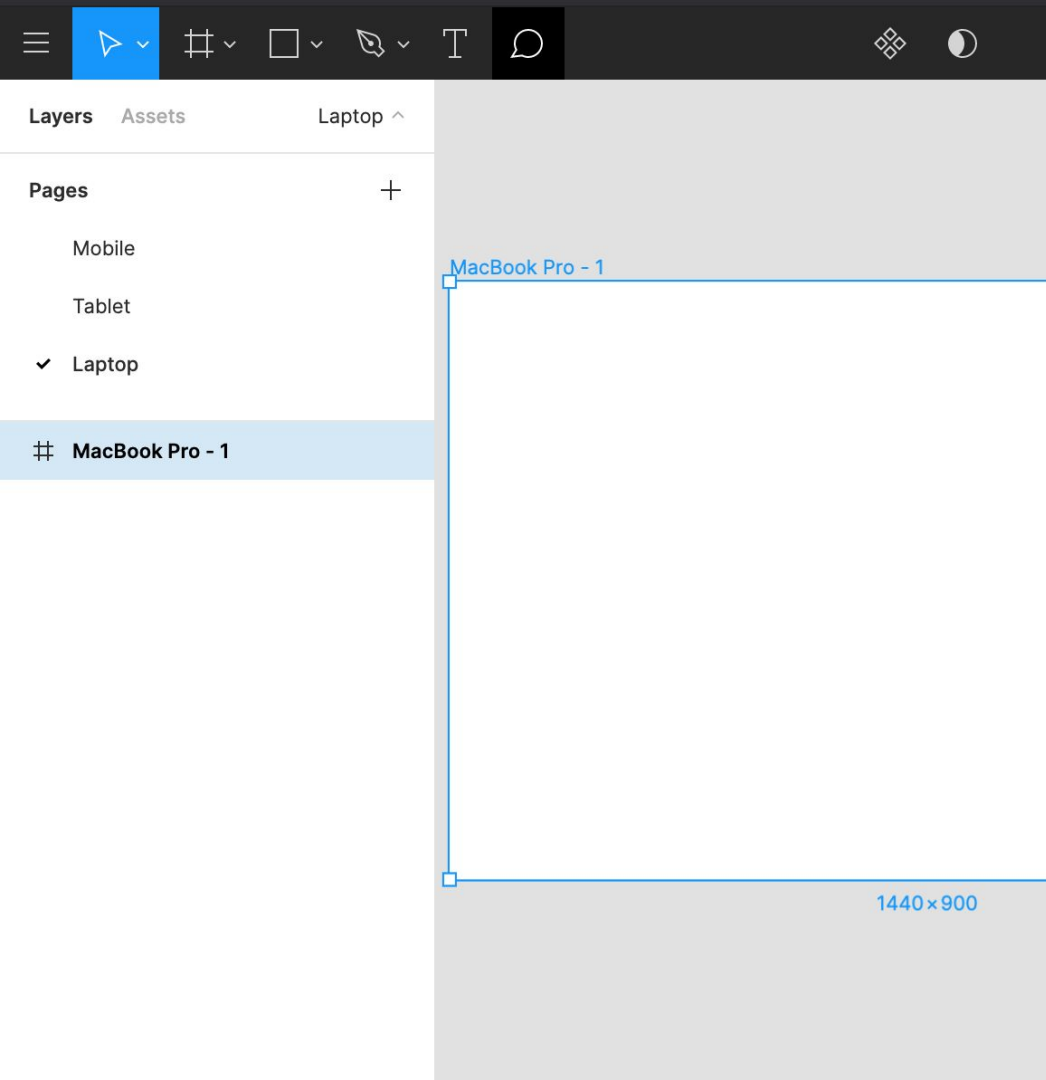 Layers Assets Laptop
Pages
Mobile
Tablet
Laptop
MacBook Pro - 1
MacBook Pro - 1
1440×900